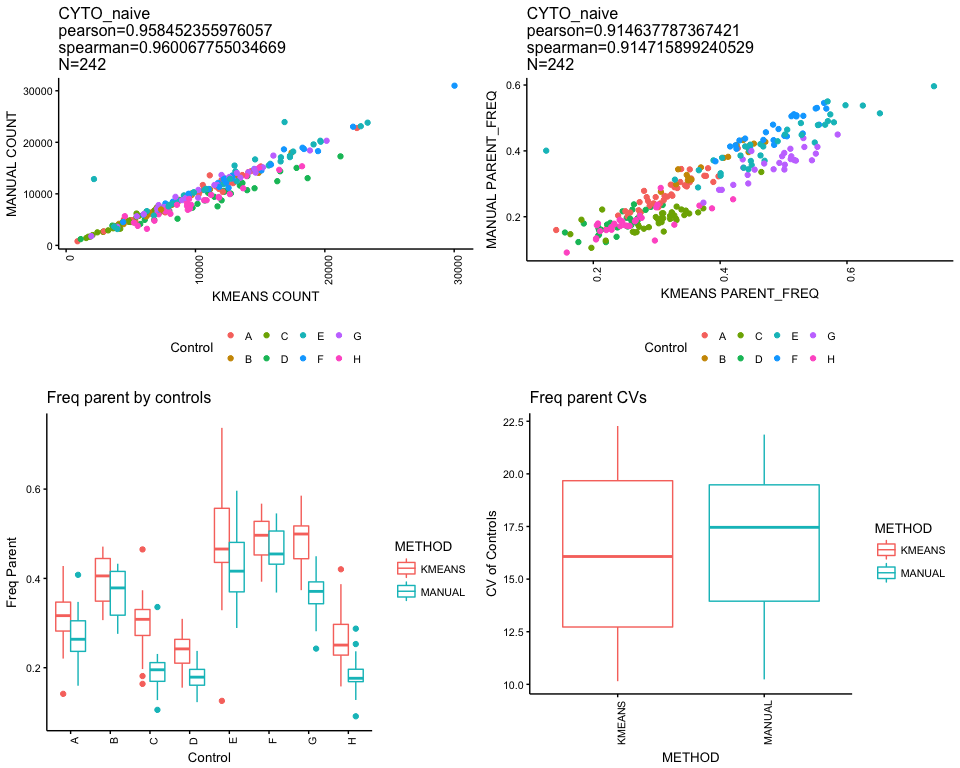 CYTO_naive
pearson=0.958452355976057
spearman=0.960067755034669
N=242
30000
20000
10000
0
MANUAL COUNT
0
10000
20000
30000
KMEANS COUNT
Control
A
C
E
G
B
D
F
H
CYTO_naive
pearson=0.914637787367421
spearman=0.914715899240529
N=242
0.6
0.4
0.2
MANUAL PARENT_FREQ
0.2
0.4
0.6
KMEANS PARENT_FREQ
Control
A
C
E
G
B
D
F
H
Freq parent by controls
0.6
0.4
0.2
Freq Parent
A
B
C
D
E
F
G
H
Control
METHOD
KMEANS
MANUAL
Freq parent CVs
22.5
20.0
17.5
15.0
12.5
10.0
CV of Controls
KMEANS
MANUAL
METHOD
METHOD
KMEANS
MANUAL